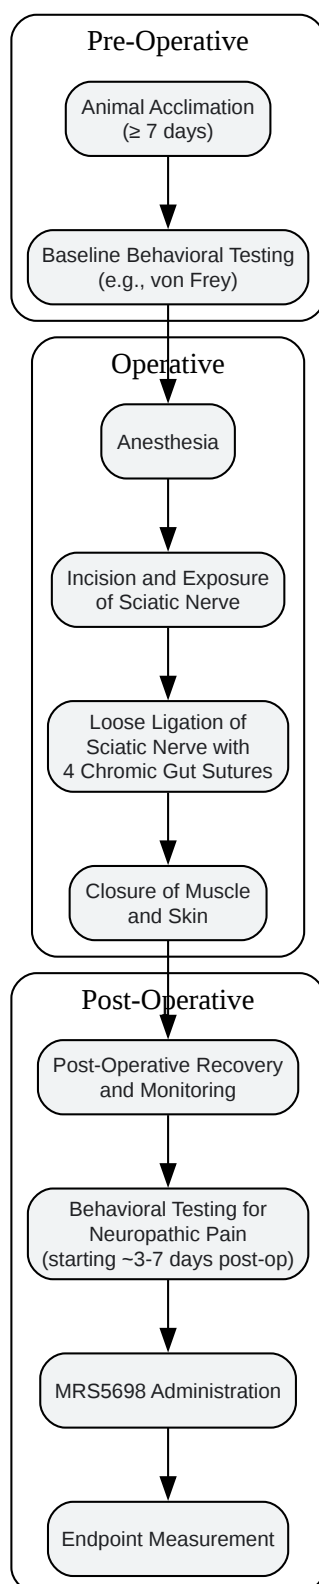 Pre-Operative
Animal Acclimation
(≥ 7 days)
Baseline Behavioral Testing
(e.g., von Frey)
Operative
Anesthesia
Incision and Exposure
of Sciatic Nerve
Loose Ligation of
Sciatic Nerve with
4 Chromic Gut Sutures
Closure of Muscle
and Skin
Post-Operative
Post-Operative Recovery
and Monitoring
Behavioral Testing for
Neuropathic Pain
(starting ~3-7 days post-op)
MRS5698 Administration
Endpoint Measurement